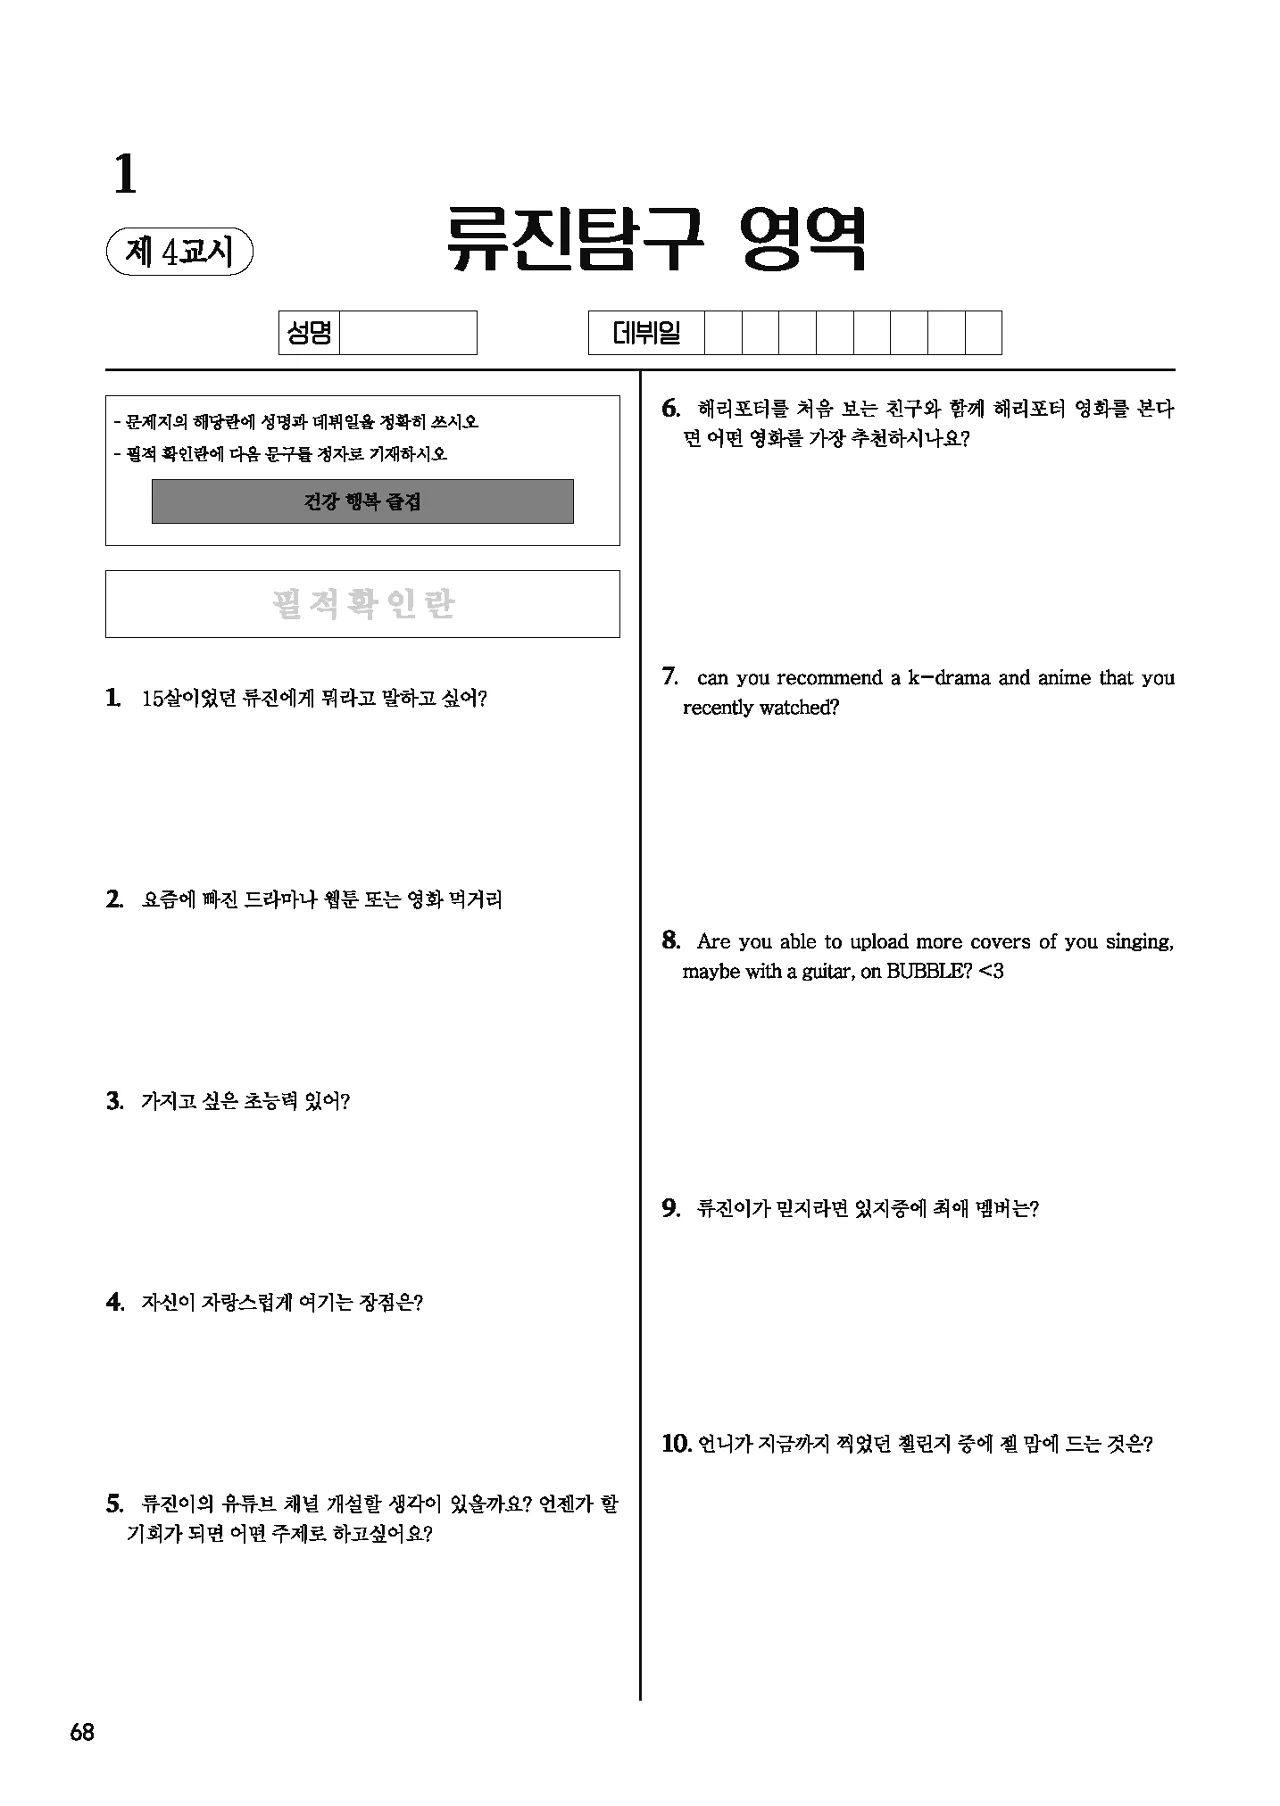 1
제 4교시
류진탐구 영역
성명
데뷔일
- 문제지의 해당란에 성명과 데뷔일을 정확히 쓰시오
- 필적 확인란에 다음 문구를 정자로 기재하시오
건강 행복 즐겜
필적확인란
1. 15살이었던 류진에게 뭐라고 말하고 싶어?
2. 요즘에 빠진 드라마나 웹툰 또는 영화 먹거리
3. 가지고 싶은 초능력 있어?
4. 자신이 자랑스럽게 여기는 장점은?
5. 류진이의 유튜브 채널 개설할 생각이 있을까요? 언젠가 할
기회가 되면 어떤 주제로 하고싶어요?
6. 해리포터를 처음 보는 친구와 함께 해리포터 영화를 본다
면 어떤 영화를 가장 추천하시나요?
7. can you recommend a k-drama and anime that you
recently watched?
8. Are you able to upload more covers of you singing,
maybe with a guitar, on BUBBLE? <3
9. 류진이가 믿지라면 있지중에 최애 멤버는?
10. 언니가 지금까지 찍었던 챌린지 중에 젤 맘에 드는 것은?
68